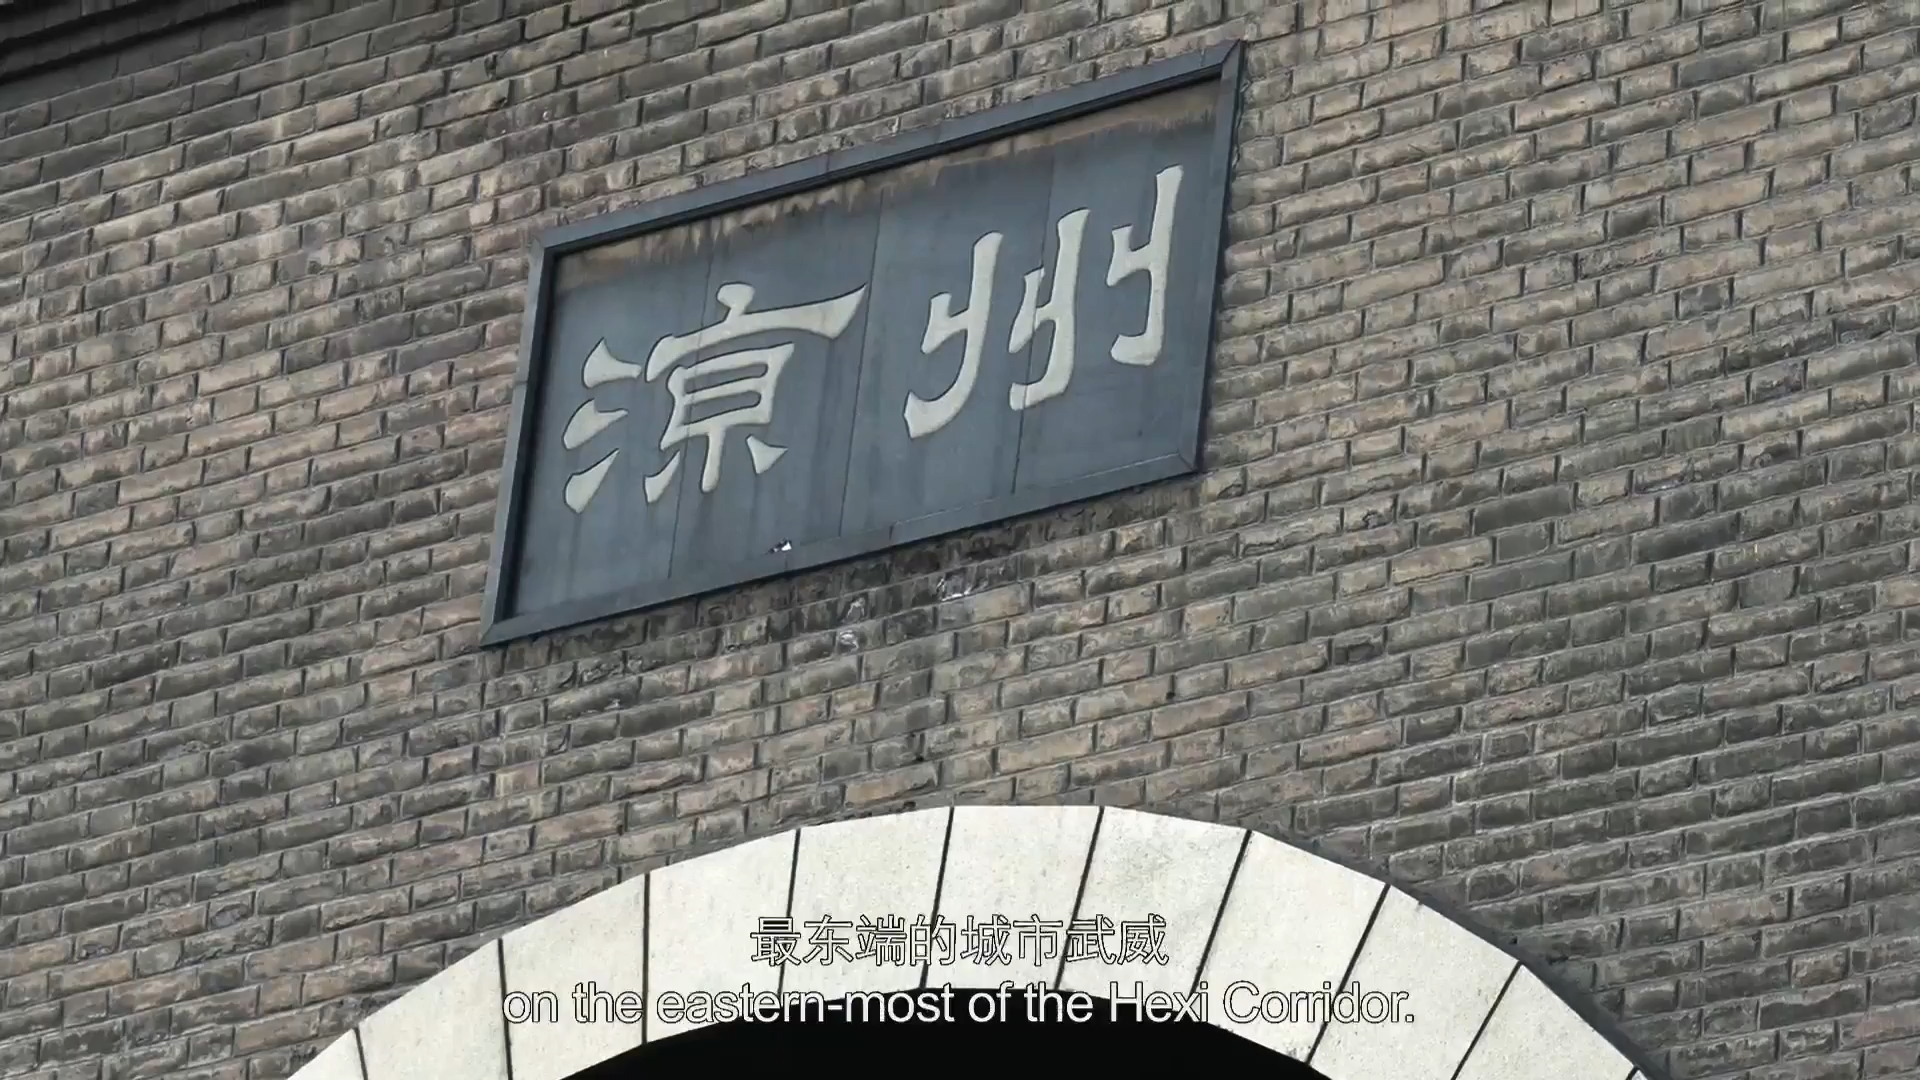 涼州
最东端的城市武威
on the eastern-most of the Hexi Corridor.